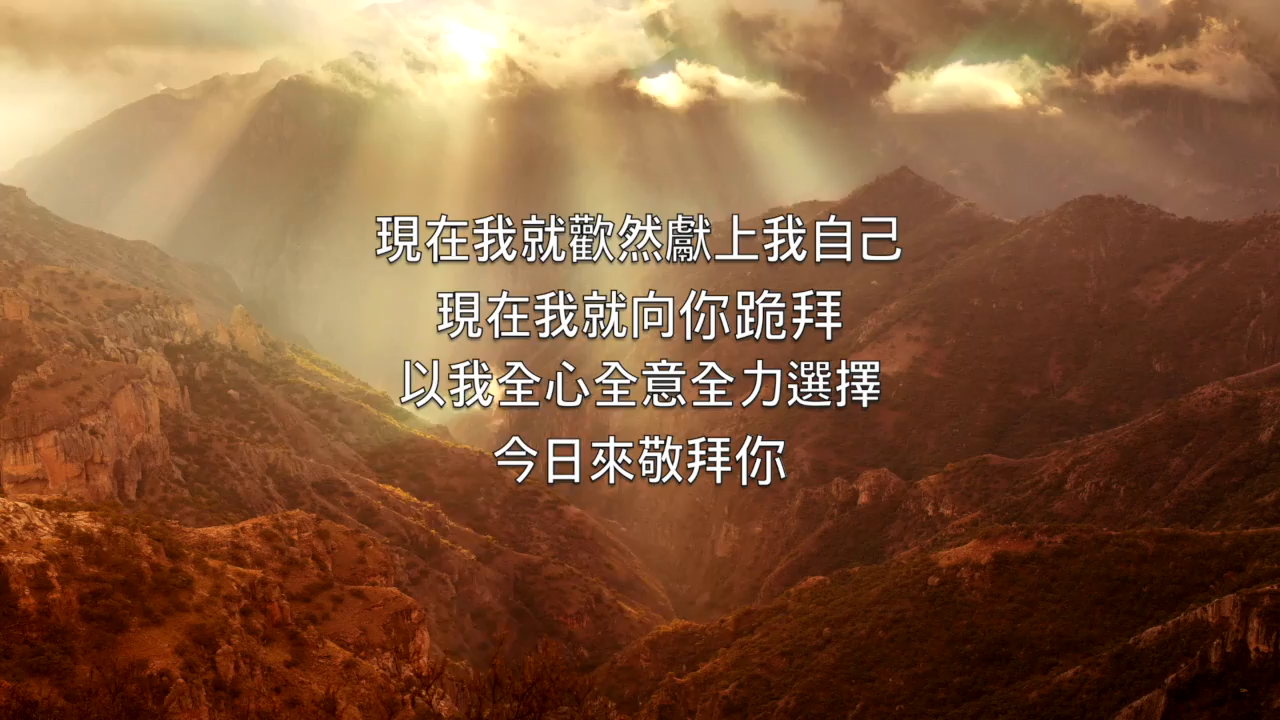 現在我就歡然獻上我自己
現在我就向你跪拜
以我全心全意全力選擇
今日來敬拜你